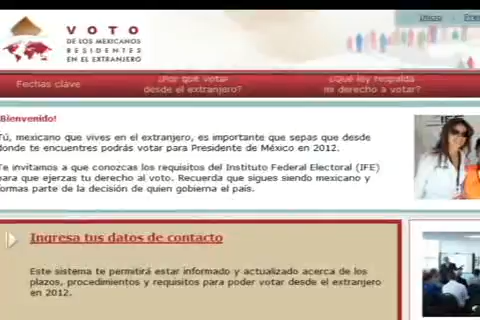 Inicio
VOTO
DE LOS MEXICANOS
RESIDENTES
EN EL EXTRANJERO
Fechas clave
¿Por qué votar
desde el extranjero?
¿Qué ley respalda
mi derecho a votar?
¡Bienvenido!
Tú, mexicano que vives en el extranjero, es importante que sepas que desde
donde te encuentres podrás votar para Presidente de México en 2012.
Te invitamos a que conozcas los requisitos del Instituto Federal Electoral (IFE)
para que ejerzas tu derecho al voto. Recuerda que sigues siendo mexicano y
formas parte de la decisión de quien gobierna el país.
Ingresa tus datos de contacto
Este sistema te permitirá estar informado y actualizado acerca de los
plazos, procedimientos y requisitos para poder votar desde el extranjero
en 2012.